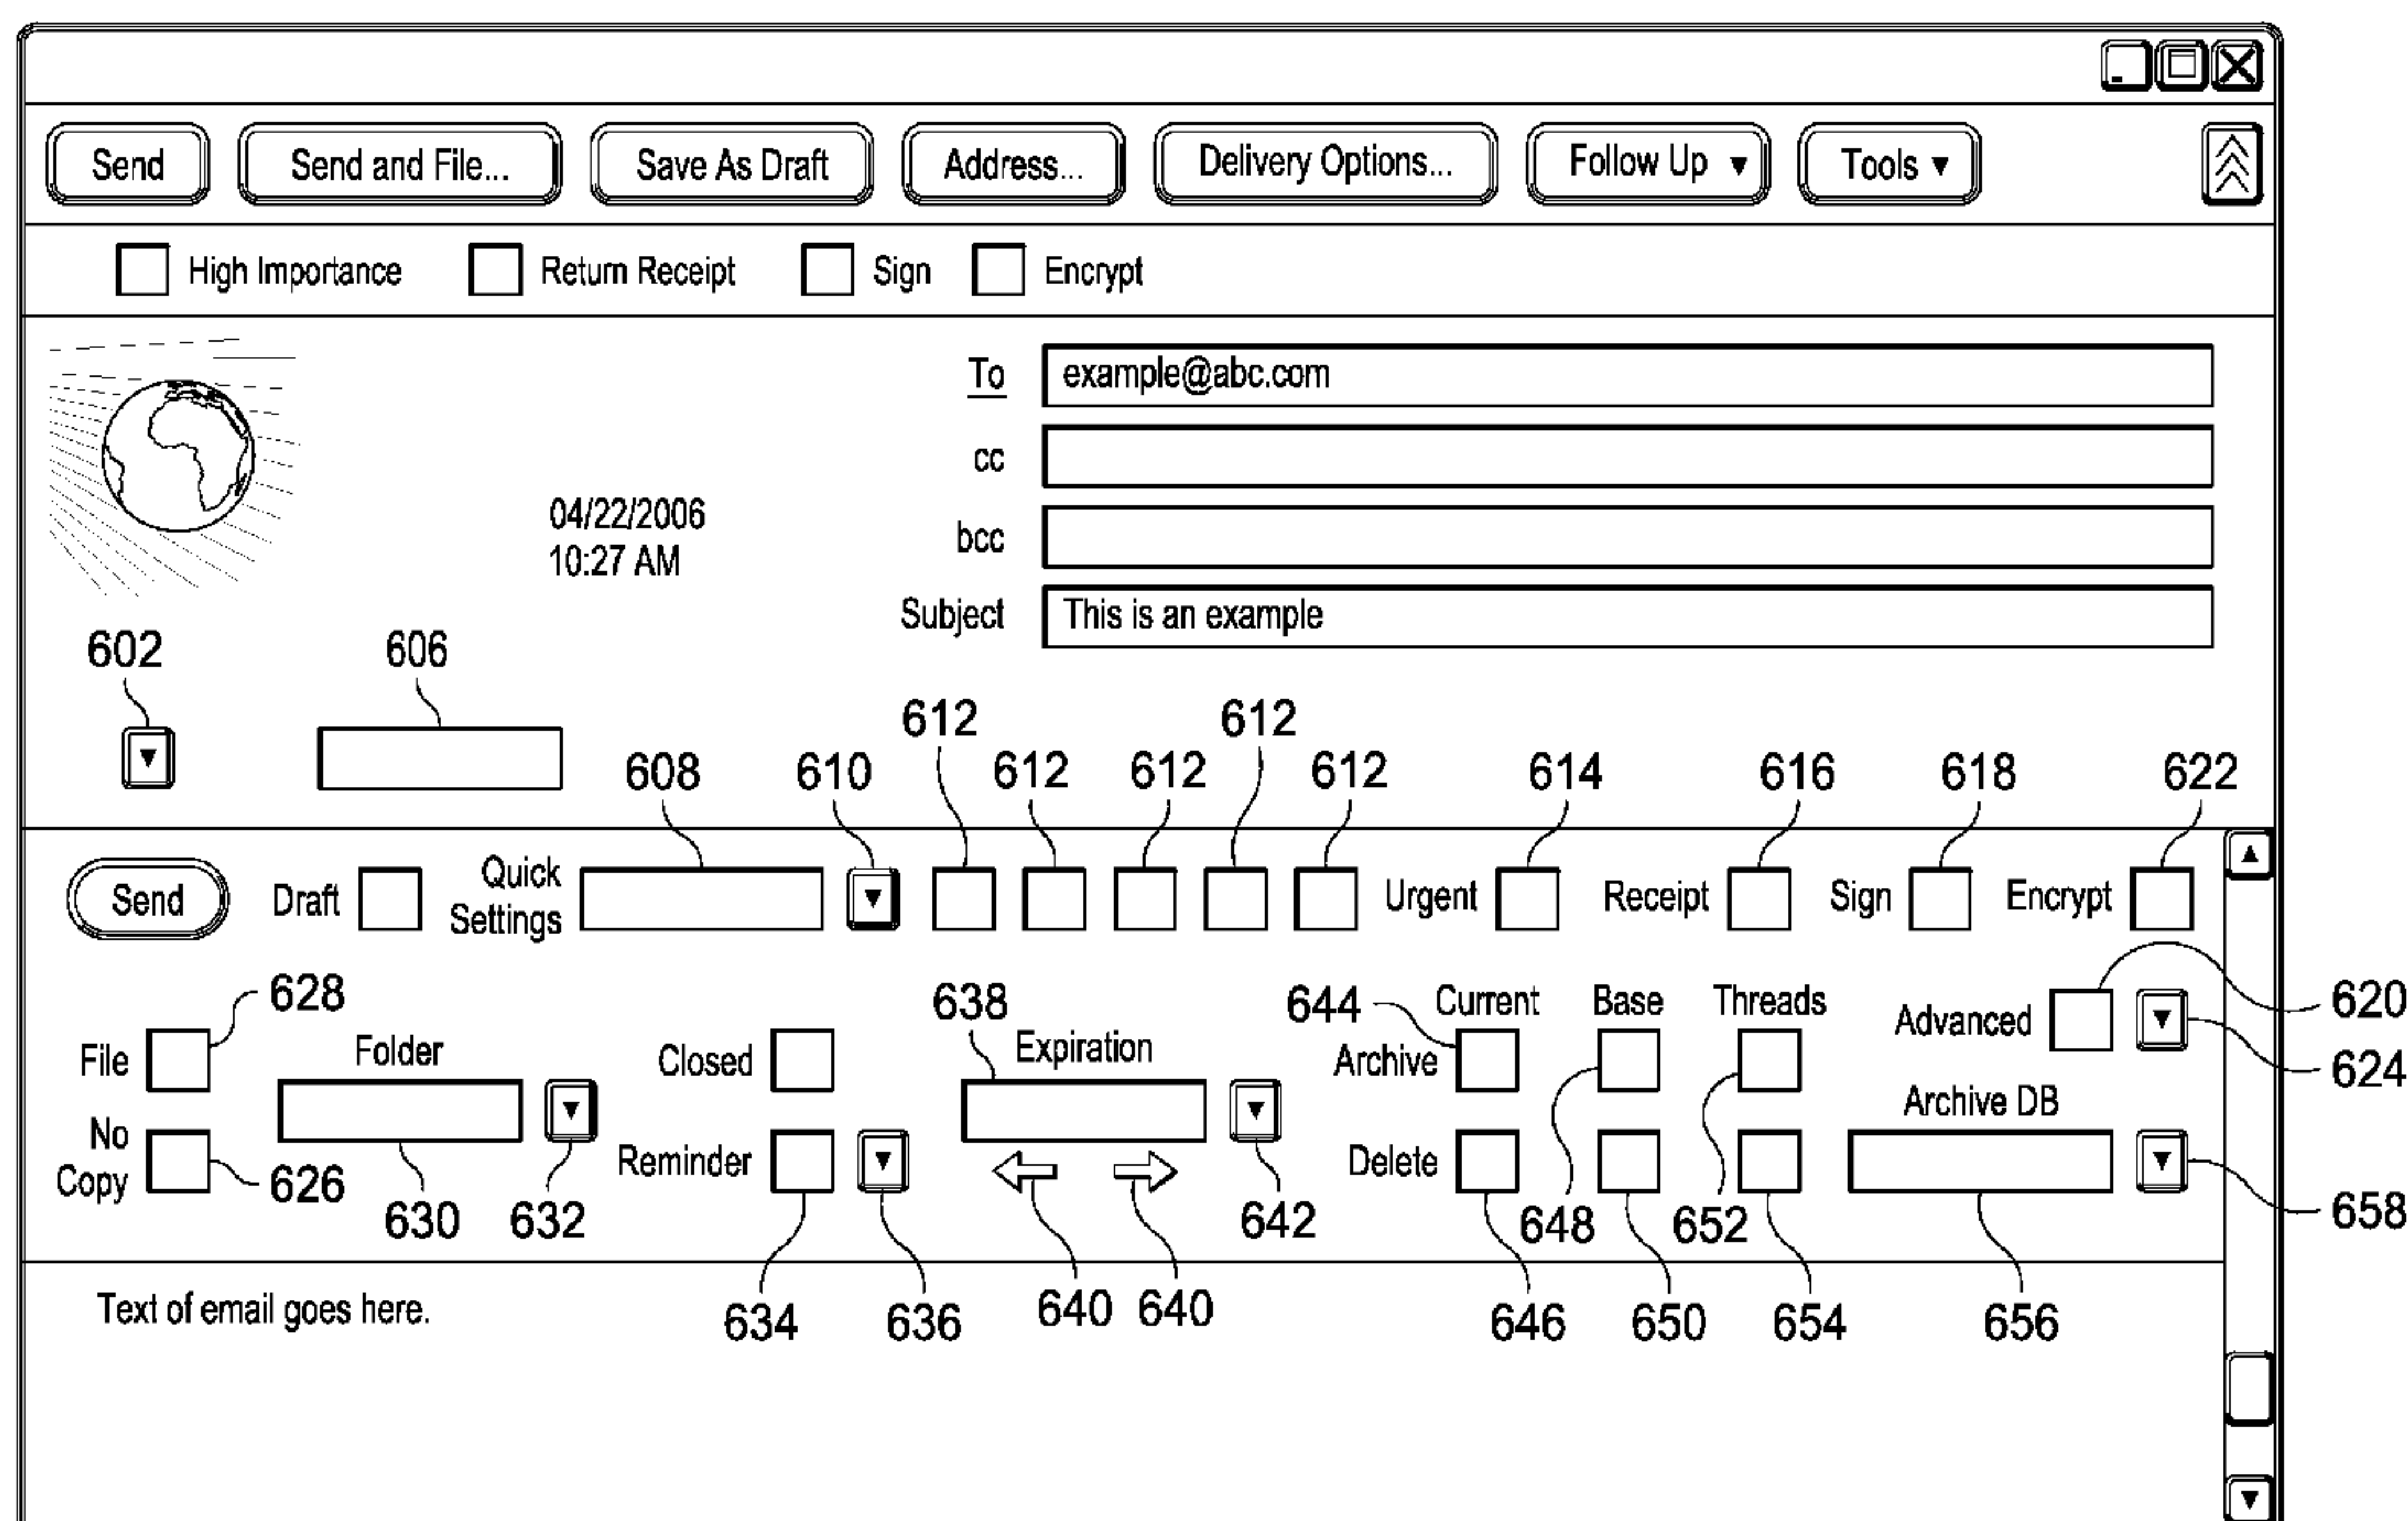 Send Send and File... Save As Draft Address... Delivery Options... Follow Up Tools
High Importance Return Receipt Sign Encrypt
To example@abc.com
cc
04/22/2006
10:27 AM
bcc
Subject This is an example
602 606
612 612
608 610 612 612 612 614 616 618 622
Send Draft Quick Settings Urgent Receipt Sign Encrypt
628 638 644 Current Base Threads 620
File Folder Closed Expiration Archive Advanced 624
Archive DB
No Copy 626 Reminder Delete 658
630 632 642 648 652
640 640
634 636 646 650 654 656
Text of email goes here.